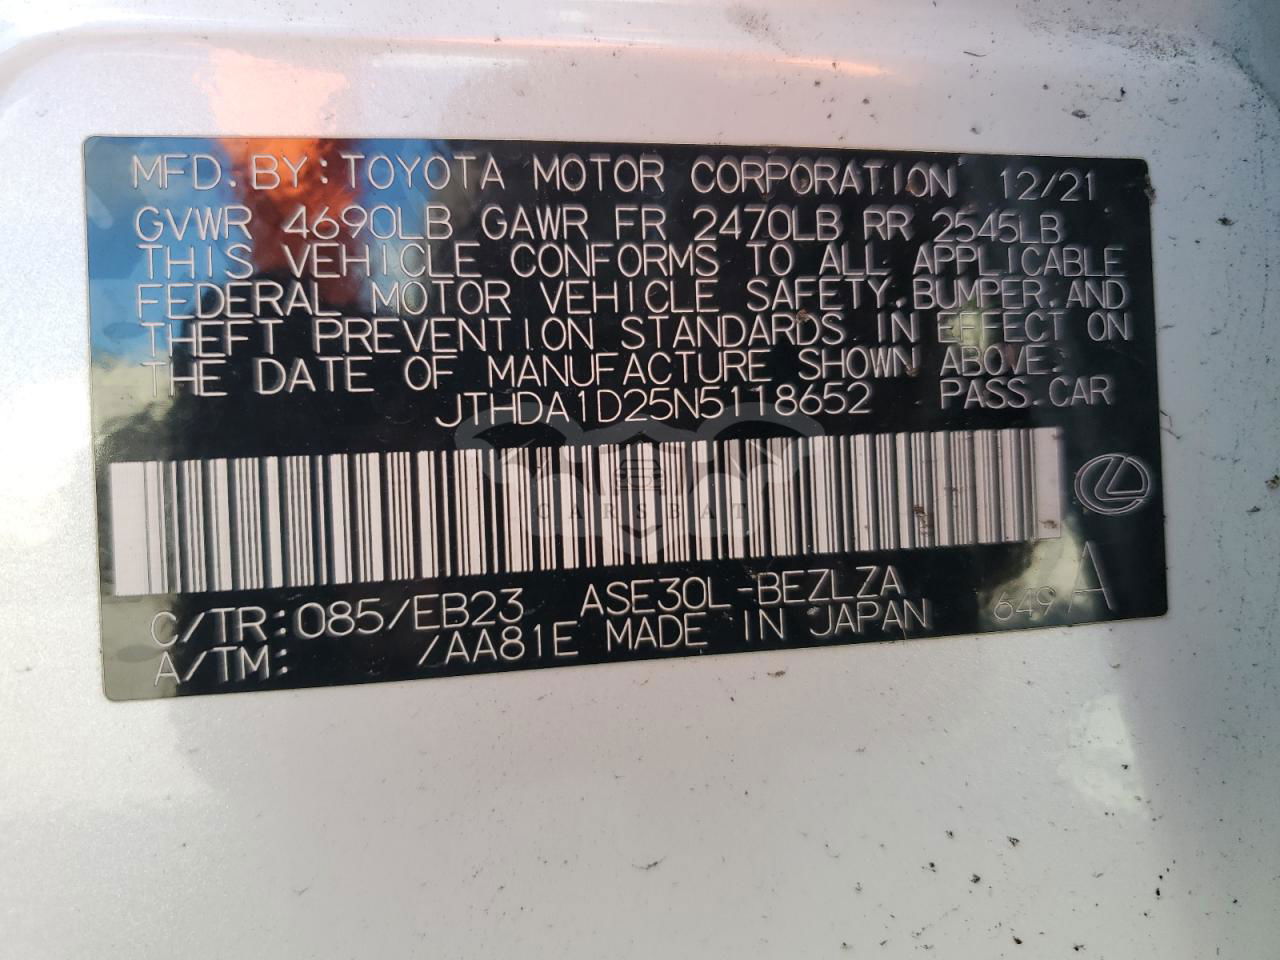 MFD. BY: TOYOTA MOTOR CORPORATION 12/21
GVWR 4690LB GAWR FR 2470LB RR 2545LB
THIS VEHICLE CONFORMS TO ALL APPLICABLE
FEDERAL MOTOR VEHICLE SAFETY, BUMPER, AND
THEFT PREVENTION STANDARDS IN EFFECT ON
THE DATE OF MANUFACTURE SHOWN ABOVE.
JTHDA1D25N5118652 PASS.CAR
CARSBAT
C/TR:085/EB23 ASE30L-BEZLZA
A/TM: /AA81E MADE IN JAPAN 649 A